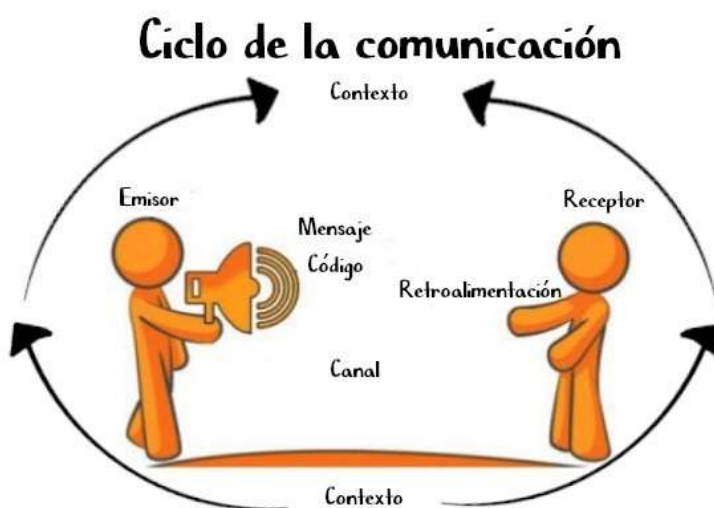 Ciclo de la comunicación
Contexto
Emisor
Receptor
Mensaje
Código
Retroalimentación
Canal
Contexto